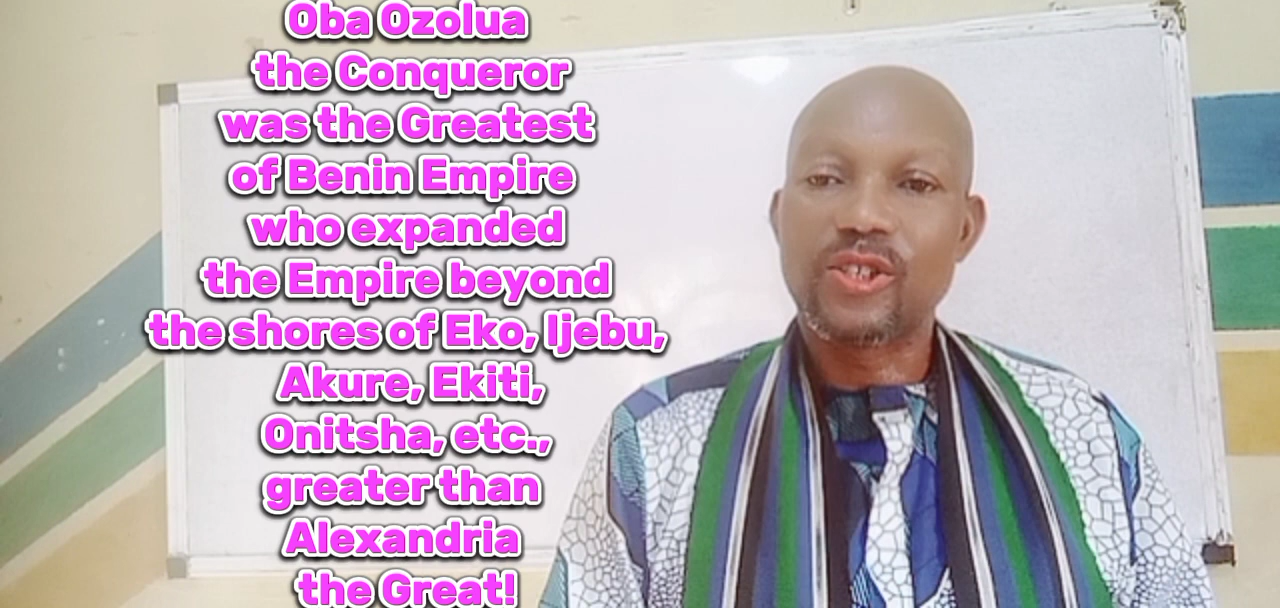 Oba Ozolua
the Conqueror
was the Greatest
of Benin Empire
who expanded
the Empire beyond
the shores of Eko, Ijebu,
Akure, Ekiti,
Onitsha, etc.,
greater than
Alexandria
the Great!